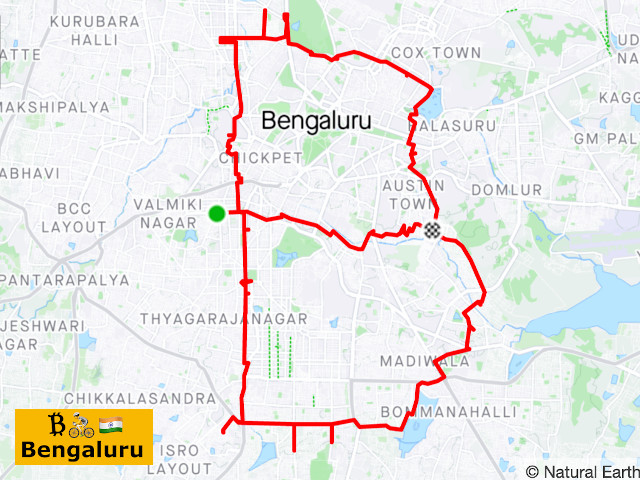 KURUBARA
HALLI
COX TOWN
UD
N
ATTE
MAKSHIPALYA
KAGG
Bengaluru
HALASURU
GM PAL
CHICKPET
ABHAVI
AUSTIN
TOWN
DOMLUR
BCC
LAYOUT
VALMIKI
NAGAR
PANTARAPALYA
JESHWARI
AGAR
THYAGARAJANAGAR
MADIWALA
CHIKKALASANDRA
BOMMANAHALLI
₿
Bengaluru
ISRO
LAYOUT
© Natural Earth